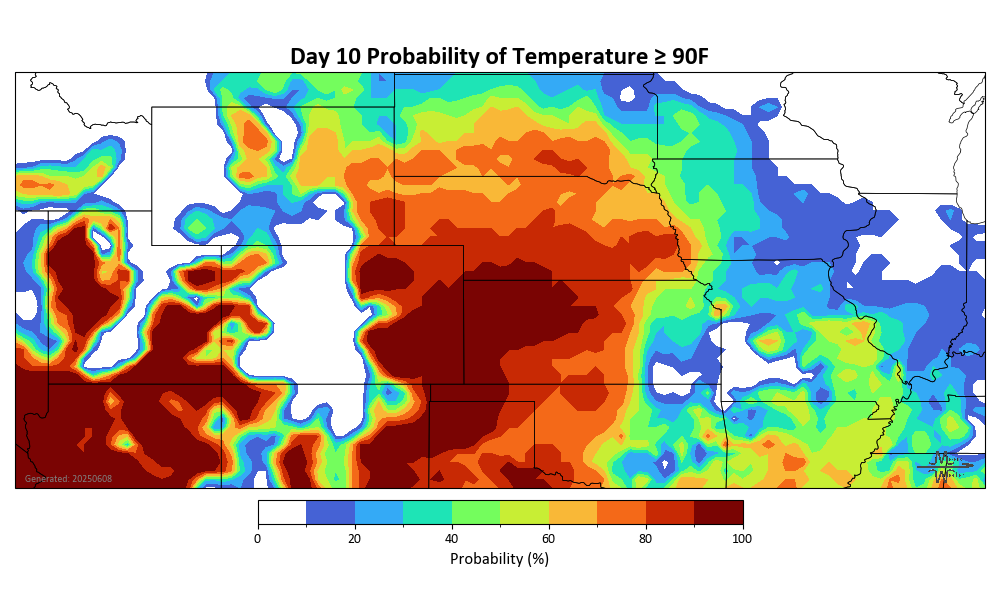 Day 10 Probability of Temperature ≥ 90F
Generated: 20250608
0 20 40 60 80 100
Probability (%)